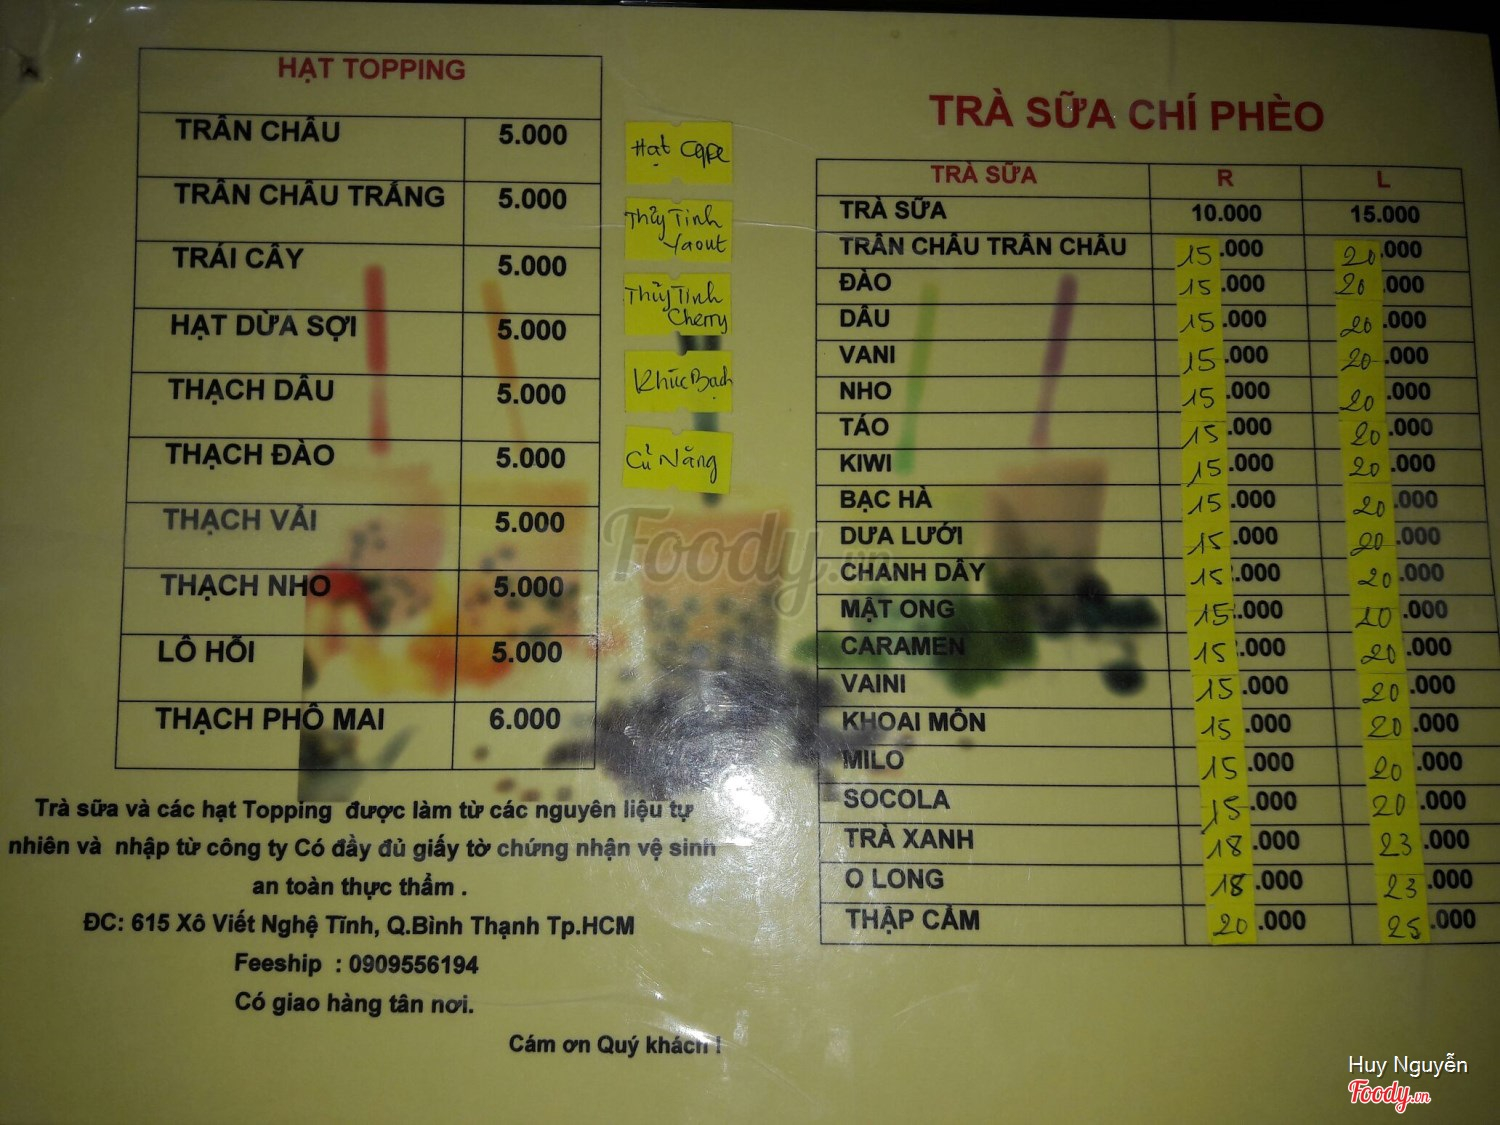 HẠT TOPPING
TRÂN CHÂU 5.000
TRÂN CHÂU TRẮNG 5.000
TRÁI CÂY 5.000
HẠT DỪA SỢI 5.000
THẠCH DÂU 5.000
THẠCH ĐÀO 5.000
THẠCH VẢI 5.000
THẠCH NHO 5.000
LÔ HỖI 5.000
THẠCH PHÔ MAI 6.000
Hạt Cafe
Thủy Tinh
Yaout
Thủy Tinh
Cherry
Khúc Bạch
Củ Năng
Trà sữa và các hạt Topping được làm từ các nguyên liệu tự
nhiên và nhập từ công ty Có đầy đủ giấy tờ chứng nhận vệ sinh
an toàn thực thẩm .
ĐC: 615 Xô Viết Nghệ Tĩnh, Q.Bình Thạnh Tp.HCM
Feeship : 0909556194
Có giao hàng tân nơi.
Cám ơn Quý khách !
TRÀ SỮA CHÍ PHÈO
TRÀ SỮA R L
TRÀ SỮA 10.000 15.000
TRÂN CHÂU TRÂN CHÂU 15.000 20.000
ĐÀO 15.000 20.000
DÂU 15.000 20.000
VANI 15.000 20.000
NHO 15.000 20.000
TÁO 15.000 20.000
KIWI 15.000 20.000
BẠC HÀ 15.000 20.000
DƯA LƯỚI 15.000 20.000
CHANH DÂY 15.000 20.000
MẬT ONG 15.000 20.000
CARAMEN 15.000 20.000
VAINI 15.000 20.000
KHOAI MÔN 15.000 20.000
MILO 15.000 20.000
SOCOLA 15.000 20.000
TRÀ XANH 18.000 23.000
O LONG 18.000 23.000
THẬP CẨM 20.000 25.000
Foody.vn
Huy Nguyễn
Foody.vn